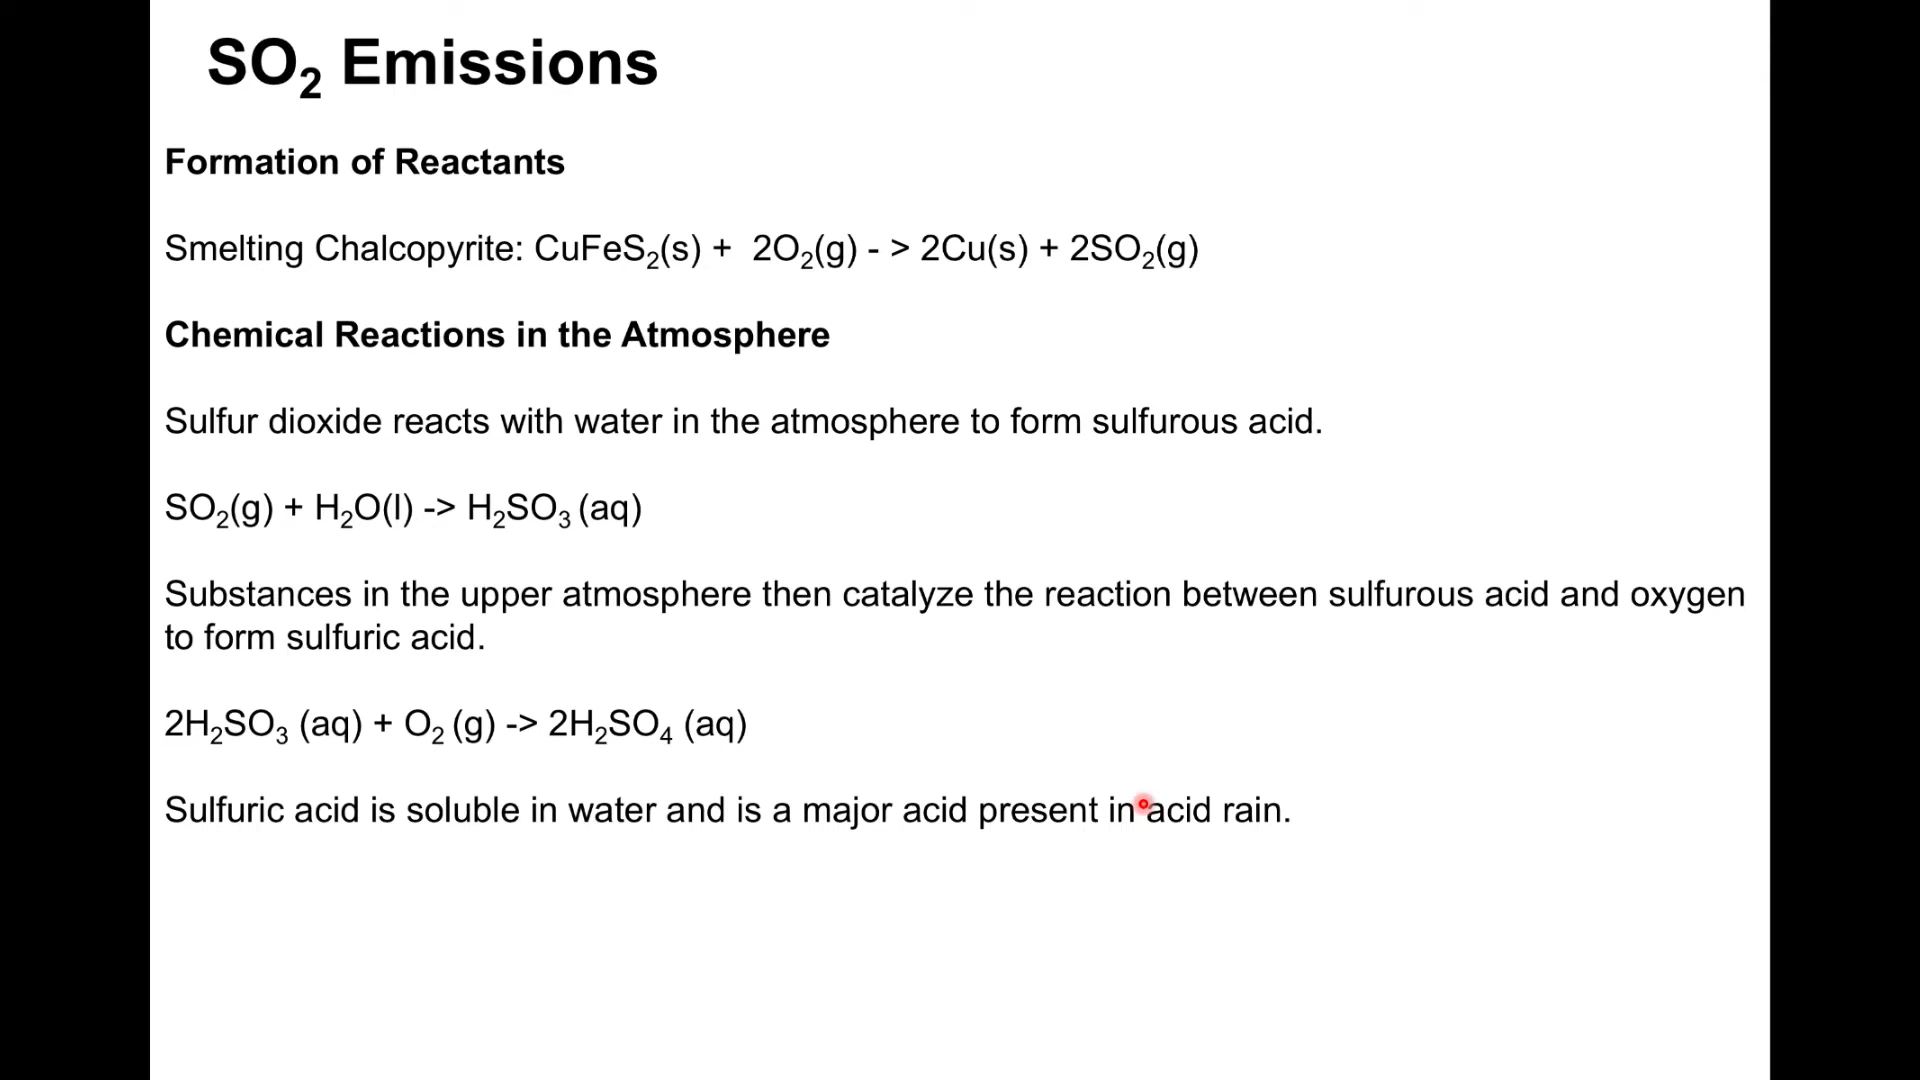 SO₂ Emissions
Formation of Reactants
Smelting Chalcopyrite: CuFeS₂(s) + 2O₂(g) - > 2Cu(s) + 2SO₂(g)
Chemical Reactions in the Atmosphere
Sulfur dioxide reacts with water in the atmosphere to form sulfurous acid.
SO₂(g) + H₂O(l) -> H₂SO₃ (aq)
Substances in the upper atmosphere then catalyze the reaction between sulfurous acid and oxygen
to form sulfuric acid.
2H₂SO₃ (aq) + O₂ (g) -> 2H₂SO₄ (aq)
Sulfuric acid is soluble in water and is a major acid present in acid rain.